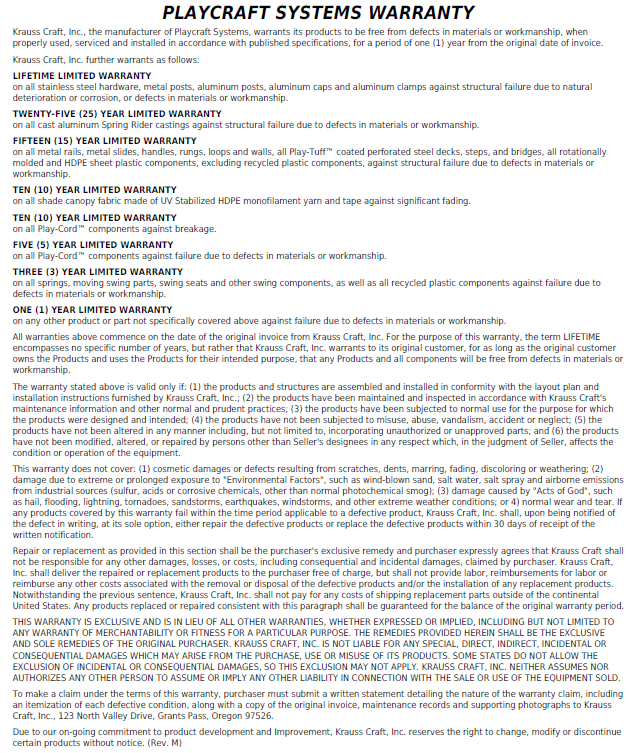 PLAYCRAFT SYSTEMS WARRANTY
Krauss Craft, Inc., the manufacturer of Playcraft Systems, warrants its products to be free from defects in materials or workmanship, when
properly used, serviced and installed in accordance with published specifications, for a period of one (1) year from the original date of invoice.
Krauss Craft, Inc. further warrants as follows:
LIFETIME LIMITED WARRANTY
on all stainless steel hardware, metal posts, aluminum posts, aluminum caps and aluminum clamps against structural failure due to natural
deterioration or corrosion, or defects in materials or workmanship.
TWENTY-FIVE (25) YEAR LIMITED WARRANTY
on all cast aluminum Spring Rider castings against structural failure due to defects in materials or workmanship.
FIFTEEN (15) YEAR LIMITED WARRANTY
on all metal rails, metal slides, handles, rungs, loops and walls, all Play-Tuff™ coated perforated steel decks, steps, and bridges, all rotationally
molded and HDPE sheet plastic components, excluding recycled plastic components, against structural failure due to defects in materials or
workmanship.
TEN (10) YEAR LIMITED WARRANTY
on all shade canopy fabric made of UV Stabilized HDPE monofilament yarn and tape against significant fading.
TEN (10) YEAR LIMITED WARRANTY
on all Play-Cord™ components against breakage.
FIVE (5) YEAR LIMITED WARRANTY
on all Play-Cord™ components against failure due to defects in materials or workmanship.
THREE (3) YEAR LIMITED WARRANTY
on all springs, moving swing parts, swing seats and other swing components, as well as all recycled plastic components against failure due to
defects in materials or workmanship.
ONE (1) YEAR LIMITED WARRANTY
on any other product or part not specifically covered above against failure due to defects in materials or workmanship.
All warranties above commence on the date of the original invoice from Krauss Craft, Inc. For the purpose of this warranty, the term LIFETIME
encompasses no specific number of years, but rather that Krauss Craft, Inc. warrants to its original customer, for as long as the original customer
owns the Products and uses the Products for their intended purpose, that any Products and all components will be free from defects in materials or
workmanship.
The warranty stated above is valid only if: (1) the products and structures are assembled and installed in conformity with the layout plan and
installation instructions furnished by Krauss Craft, Inc.; (2) the products have been maintained and inspected in accordance with Krauss Craft's
maintenance information and other normal and prudent practices; (3) the products have been subjected to normal use for the purpose for which
the products were designed and intended; (4) the products have not been subjected to misuse, abuse, vandalism, accident or neglect; (5) the
products have not been altered in any manner including, but not limited to, incorporating unauthorized or unapproved parts; and (6) the products
have not been modified, altered, or repaired by persons other than Seller's designees in any respect which, in the judgment of Seller, affects the
condition or operation of the equipment.
This warranty does not cover: (1) cosmetic damages or defects resulting from scratches, dents, marring, fading, discoloring or weathering; (2)
damage due to extreme or prolonged exposure to "Environmental Factors", such as wind-blown sand, salt water, salt spray and airborne emissions
from industrial sources (sulfur, acids or corrosive chemicals, other than normal photochemical smog); (3) damage caused by "Acts of God", such
as hail, flooding, lightning, tornadoes, sandstorms, earthquakes, windstorms, and other extreme weather conditions; or 4) normal wear and tear. If
any products covered by this warranty fail within the time period applicable to a defective product, Krauss Craft, Inc. shall, upon being notified of
the defect in writing, at its sole option, either repair the defective products or replace the defective products within 30 days of receipt of the
written notification.
Repair or replacement as provided in this section shall be the purchaser's exclusive remedy and purchaser expressly agrees that Krauss Craft shall
not be responsible for any other damages, losses, or costs, including consequential and incidental damages, claimed by purchaser. Krauss Craft,
Inc. shall deliver the repaired or replacement products to the purchaser free of charge, but shall not provide labor, reimbursements for labor or
reimburse any other costs associated with the removal or disposal of the defective products and/or the installation of any replacement products.
Notwithstanding the previous sentence, Krauss Craft, Inc. shall not pay for any costs of shipping replacement parts outside of the continental
United States. Any products replaced or repaired consistent with this paragraph shall be guaranteed for the balance of the original warranty period.
THIS WARRANTY IS EXCLUSIVE AND IS IN LIEU OF ALL OTHER WARRANTIES, WHETHER EXPRESSED OR IMPLIED, INCLUDING BUT NOT LIMITED TO
ANY WARRANTY OF MERCHANTABILITY OR FITNESS FOR A PARTICULAR PURPOSE. THE REMEDIES PROVIDED HEREIN SHALL BE THE EXCLUSIVE
AND SOLE REMEDIES OF THE ORIGINAL PURCHASER. KRAUSS CRAFT, INC. IS NOT LIABLE FOR ANY SPECIAL, DIRECT, INDIRECT, INCIDENTAL OR
CONSEQUENTIAL DAMAGES WHICH MAY ARISE FROM THE PURCHASE, USE OR MISUSE OF ITS PRODUCTS. SOME STATES DO NOT ALLOW THE
EXCLUSION OF INCIDENTAL OR CONSEQUENTIAL DAMAGES, SO THIS EXCLUSION MAY NOT APPLY. KRAUSS CRAFT, INC. NEITHER ASSUMES NOR
AUTHORIZES ANY OTHER PERSON TO ASSUME OR IMPLY ANY OTHER LIABILITY IN CONNECTION WITH THE SALE OR USE OF THE EQUIPMENT SOLD.
To make a claim under the terms of this warranty, purchaser must submit a written statement detailing the nature of the warranty claim, including
an itemization of each defective condition, along with a copy of the original invoice, maintenance records and supporting photographs to Krauss
Craft, Inc., 123 North Valley Drive, Grants Pass, Oregon 97526.
Due to our on-going commitment to product development and Improvement, Krauss Craft, Inc. reserves the right to change, modify or discontinue
certain products without notice. (Rev. M)